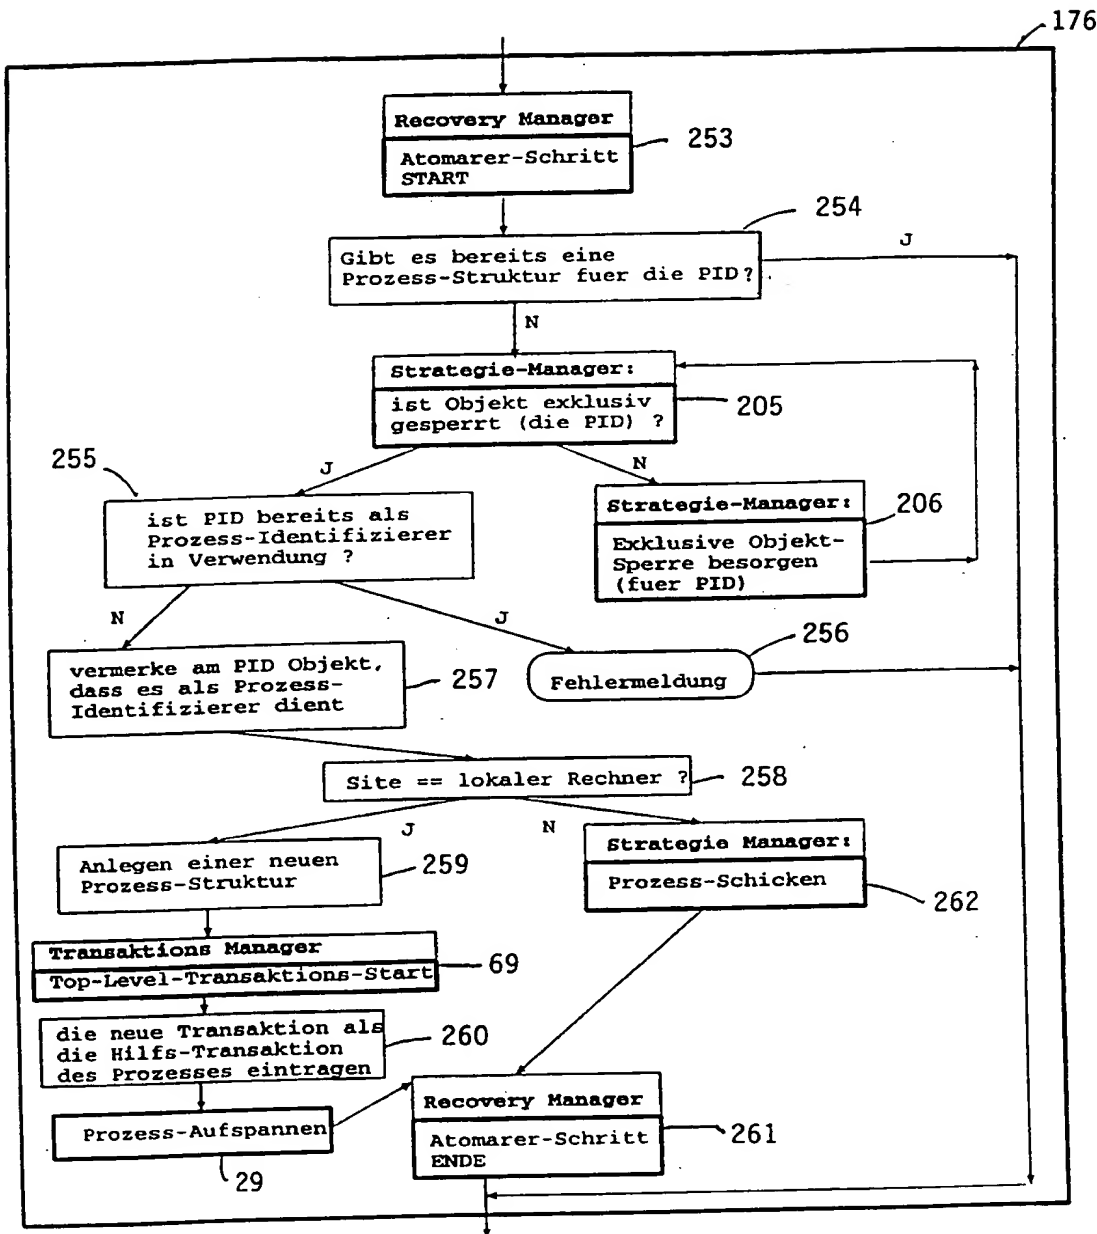 176
Recovery Manager
Atomarer-Schritt
START
253
254
Gibt es bereits eine
Prozess-Struktur fuer die PID?
J
N
Strategie-Manager:
ist Objekt exklusiv
gesperrt (die PID) ?
205
255
J
N
ist PID bereits als
Prozess-Identifizierer
in Verwendung ?
Strategie-Manager:
Exklusive Objekt-
Sperre besorgen
(fuer PID)
206
N
J
vermerke am PID Objekt,
dass es als Prozess-
Identifizierer dient
257
256
Fehlermeldung
Site == lokaler Rechner ?
258
J
N
Anlegen einer neuen
Prozess-Struktur
259
Strategie Manager:
Prozess-Schicken
262
Transaktions Manager
Top-Level-Transaktions-Start
69
die neue Transaktion als
die Hilfs-Transaktion
des Prozesses eintragen
260
Prozess-Aufspannen
29
Recovery Manager
Atomarer-Schritt
ENDE
261